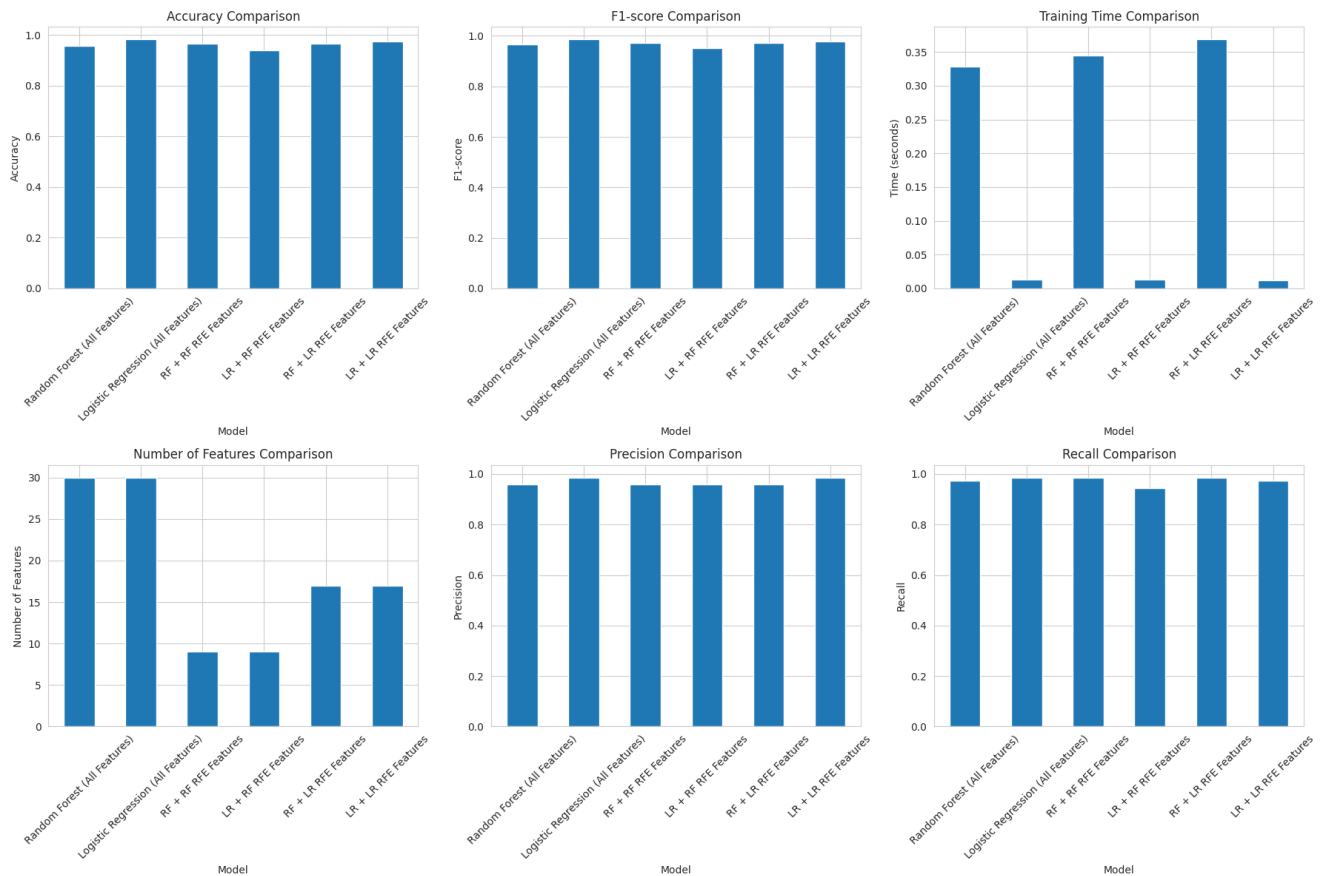 Accuracy Comparison
1.0
0.8
0.6
0.4
0.2
0.0
Accuracy
Random Forest (All Features)
Logistic Regression (All Features)
RF + RF RFE Features
LR + RF RFE Features
RF + LR RFE Features
LR + LR RFE Features
Model
F1-score Comparison
1.0
0.8
0.6
0.4
0.2
0.0
F1-score
Random Forest (All Features)
Logistic Regression (All Features)
RF + RF RFE Features
LR + RF RFE Features
RF + LR RFE Features
LR + LR RFE Features
Model
Training Time Comparison
0.35
0.30
0.25
0.20
0.15
0.10
0.05
0.00
Time (seconds)
Random Forest (All Features)
Logistic Regression (All Features)
RF + RF RFE Features
LR + RF RFE Features
RF + LR RFE Features
LR + LR RFE Features
Model
Number of Features Comparison
30
25
20
15
10
5
0
Number of Features
Random Forest (All Features)
Logistic Regression (All Features)
RF + RF RFE Features
LR + RF RFE Features
RF + LR RFE Features
LR + LR RFE Features
Model
Precision Comparison
1.0
0.8
0.6
0.4
0.2
0.0
Precision
Random Forest (All Features)
Logistic Regression (All Features)
RF + RF RFE Features
LR + RF RFE Features
RF + LR RFE Features
LR + LR RFE Features
Model
Recall Comparison
1.0
0.8
0.6
0.4
0.2
0.0
Recall
Random Forest (All Features)
Logistic Regression (All Features)
RF + RF RFE Features
LR + RF RFE Features
RF + LR RFE Features
LR + LR RFE Features
Model